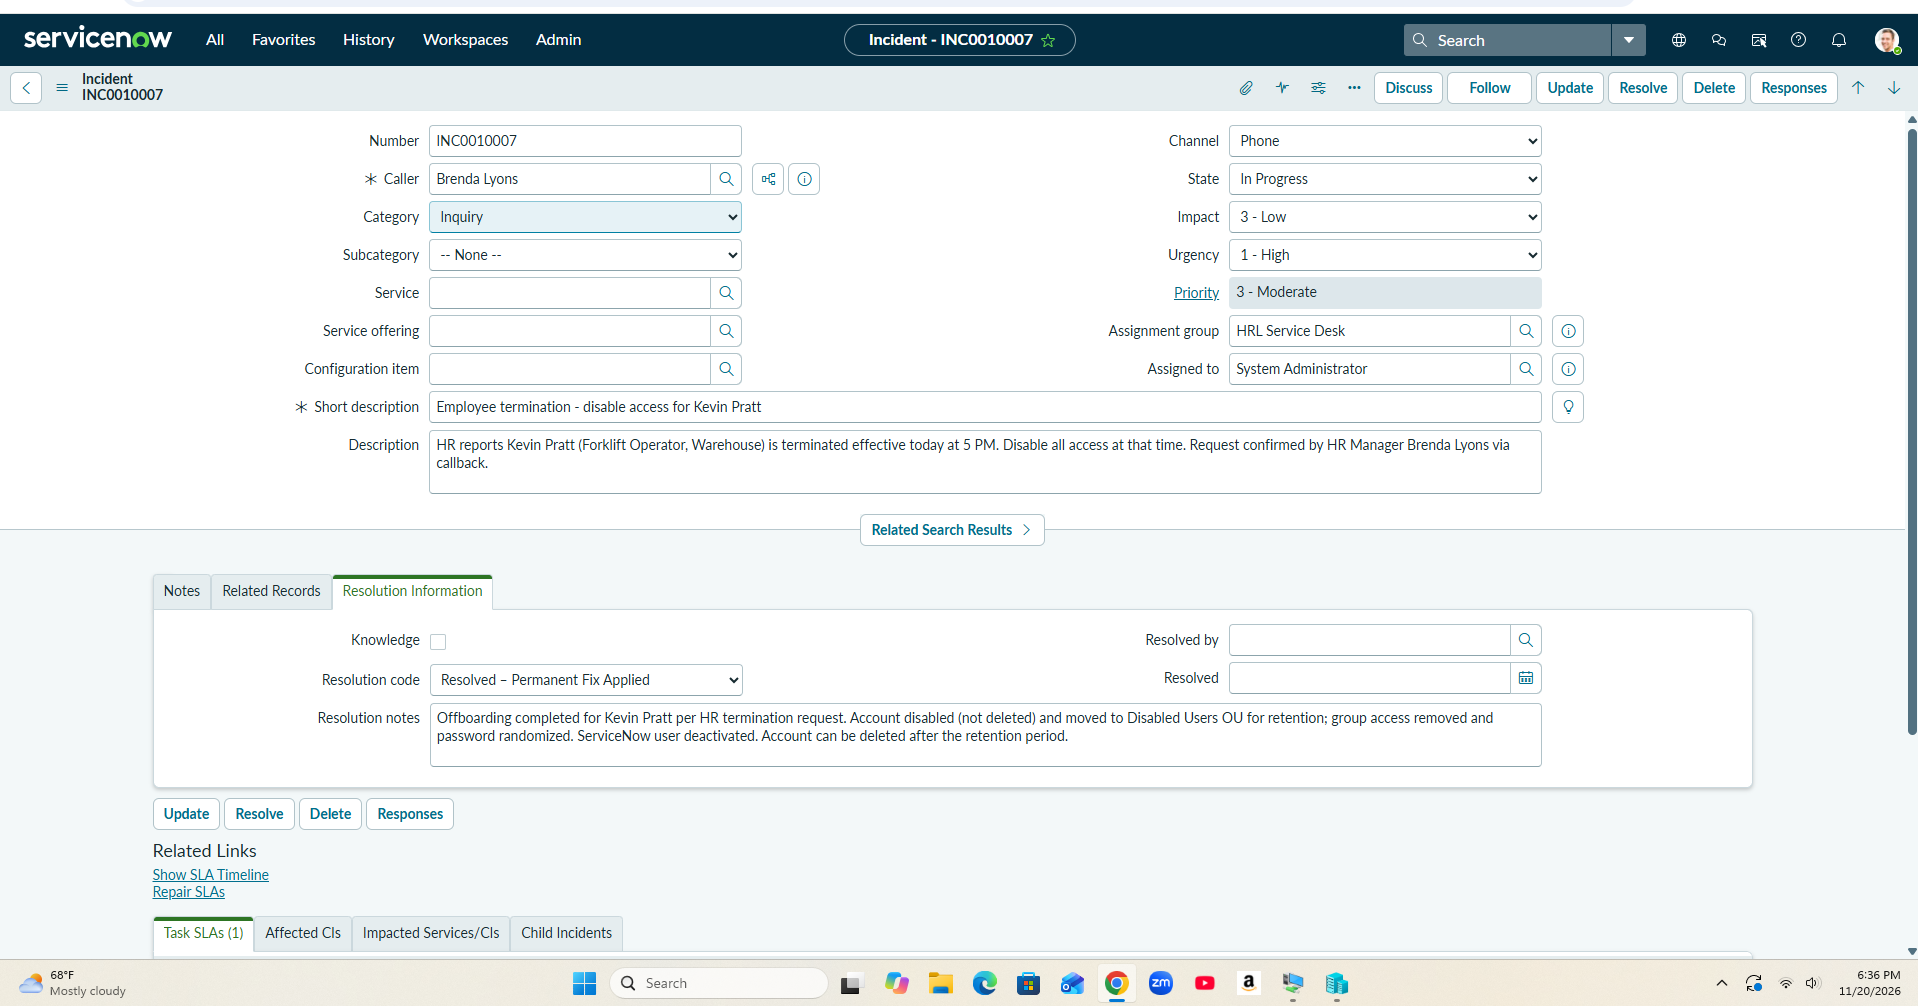 servicenow All Favorites History Workspaces Admin Incident - INC0010007 Search
Incident
INC0010007
Discuss Follow Update Resolve Delete Responses
Number INC0010007 Channel Phone
Caller Brenda Lyons State In Progress
Category Inquiry Impact 3 - Low
Subcategory -- None -- Urgency 1 - High
Service Priority 3 - Moderate
Service offering Assignment group HRL Service Desk
Configuration item Assigned to System Administrator
Short description Employee termination - disable access for Kevin Pratt
Description HR reports Kevin Pratt (Forklift Operator, Warehouse) is terminated effective today at 5 PM. Disable all access at that time. Request confirmed by HR Manager Brenda Lyons via
callback.
Related Search Results
Notes Related Records Resolution Information
Knowledge Resolved by
Resolution code Resolved – Permanent Fix Applied Resolved
Resolution notes Offboarding completed for Kevin Pratt per HR termination request. Account disabled (not deleted) and moved to Disabled Users OU for retention; group access removed and
password randomized. ServiceNow user deactivated. Account can be deleted after the retention period.
Update Resolve Delete Responses
Related Links
Show SLA Timeline
Repair SLAs
Task SLAs (1) Affected CIs Impacted Services/CIs Child Incidents
68°F
Mostly cloudy
Search
zm
a
6:36 PM
11/20/2026